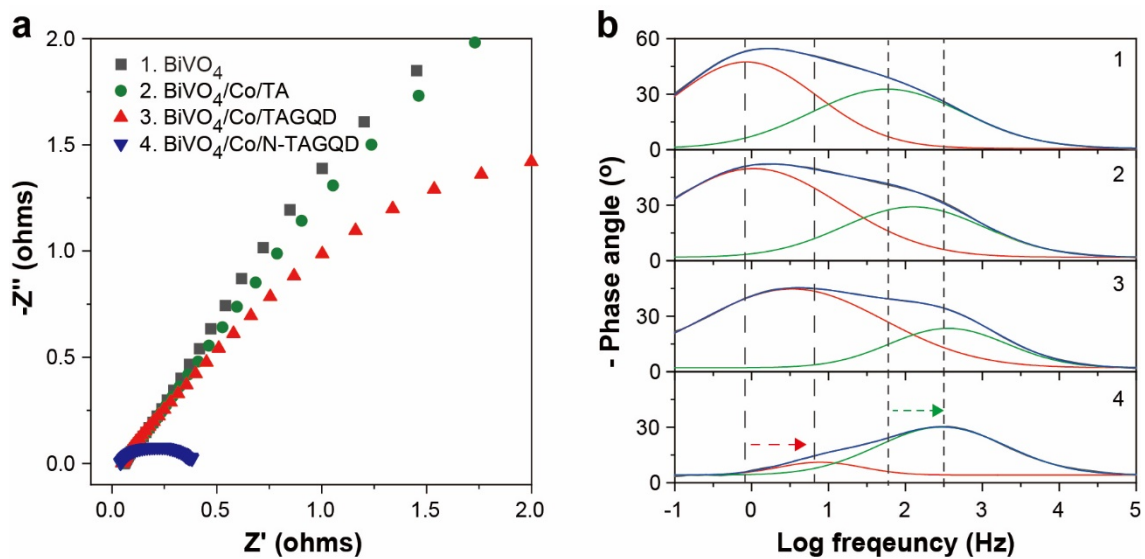 a
2.0
1.5
1.0
0.5
0.0
-Z" (ohms)
1. BiVO4
2. BiVO4/Co/TA
3. BiVO4/Co/TAGQD
4. BiVO4/Co/N-TAGQD
0.0 0.5 1.0 1.5 2.0
Z' (ohms)
b
60
30
0
1
30
0
2
30
0
3
30
0
4
- Phase angle (º)
-1 0 1 2 3 4 5
Log freqeuncy (Hz)